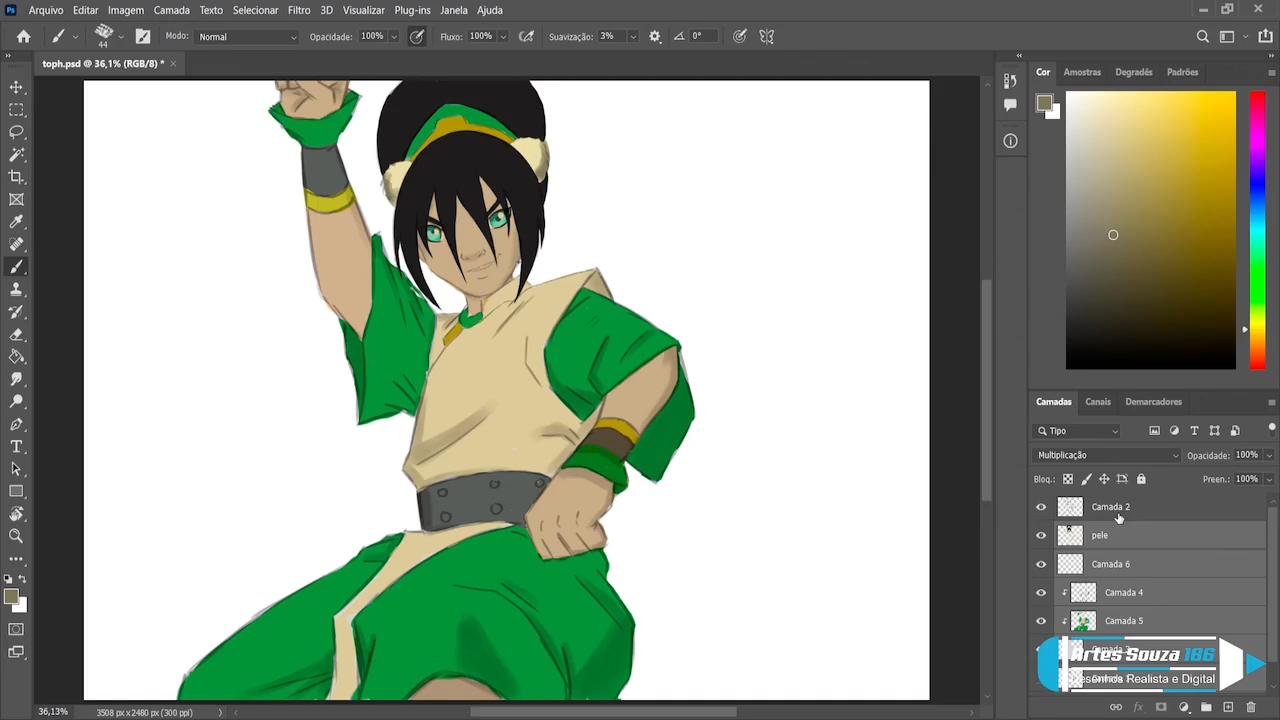 Ps Arquivo Editar Imagem Camada Texto Selecionar Filtro 3D Visualizar Plug-ins Janela Ajuda
44 Modo: Normal Opacidade: 100% Fluxo: 100% Suavização: 3% 0°
toph.psd @ 36,1% (RGB/8) *
Cor Amostras Degradês Padrões
Camadas Canais Demarcadores
Tipo
Multiplicação Opacidade: 100%
Bloq.: Preen.: 100%
Camada 2
pele
Camada 6
Camada 4
Camada 5
Artes Souza 186
Desenho Realista e Digital
36,13% 3508 px x 2480 px (300 ppi)